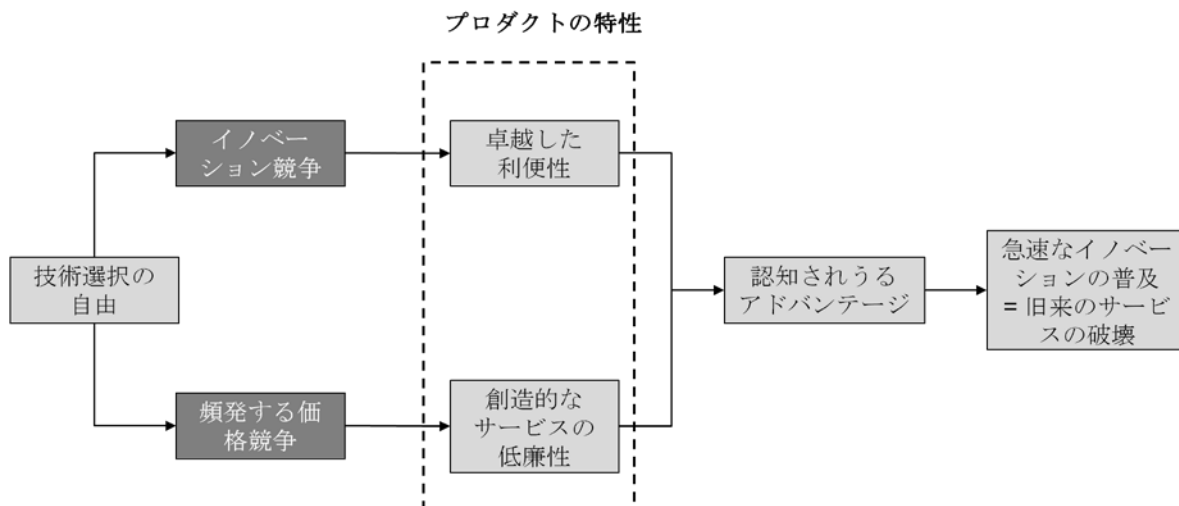 プロダクトの特性
イノベー
ション競争
卓越した
利便性
技術選択の
自由
認知されうる
アドバンテージ
急速なイノベー
ションの普及
= 旧来のサービ
スの破壊
頻発する価
格競争
創造的な
サービスの
低廉性